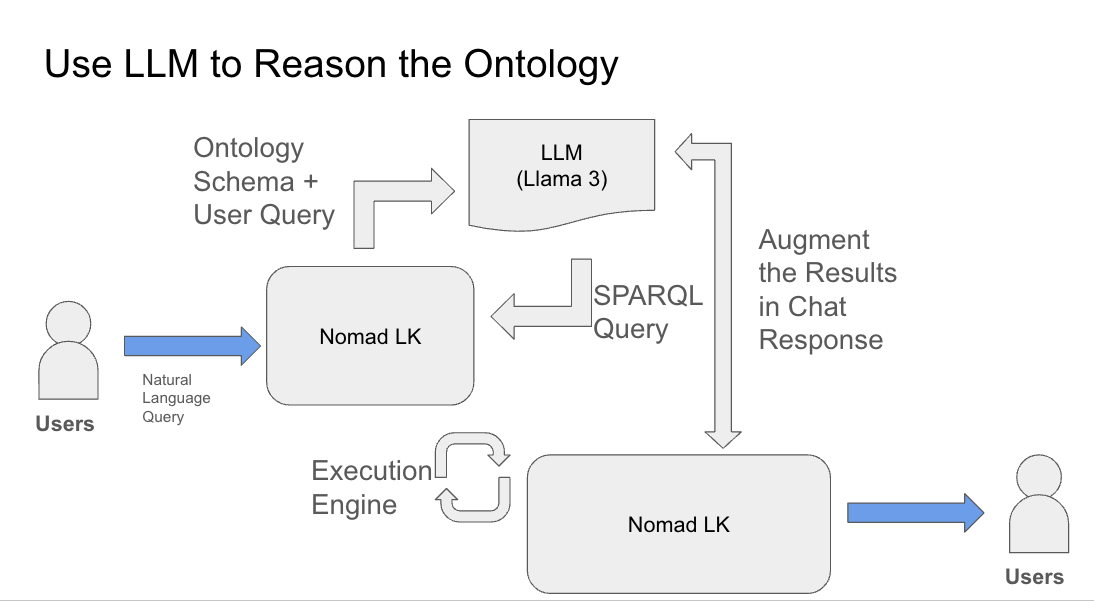 Use LLM to Reason the Ontology
Ontology
Schema +
User Query
LLM
(Llama 3)
Augment
the Results
in Chat
Response
SPARQL
Query
Nomad LK
Natural
Language
Query
Users
Execution
Engine
Nomad LK
Users